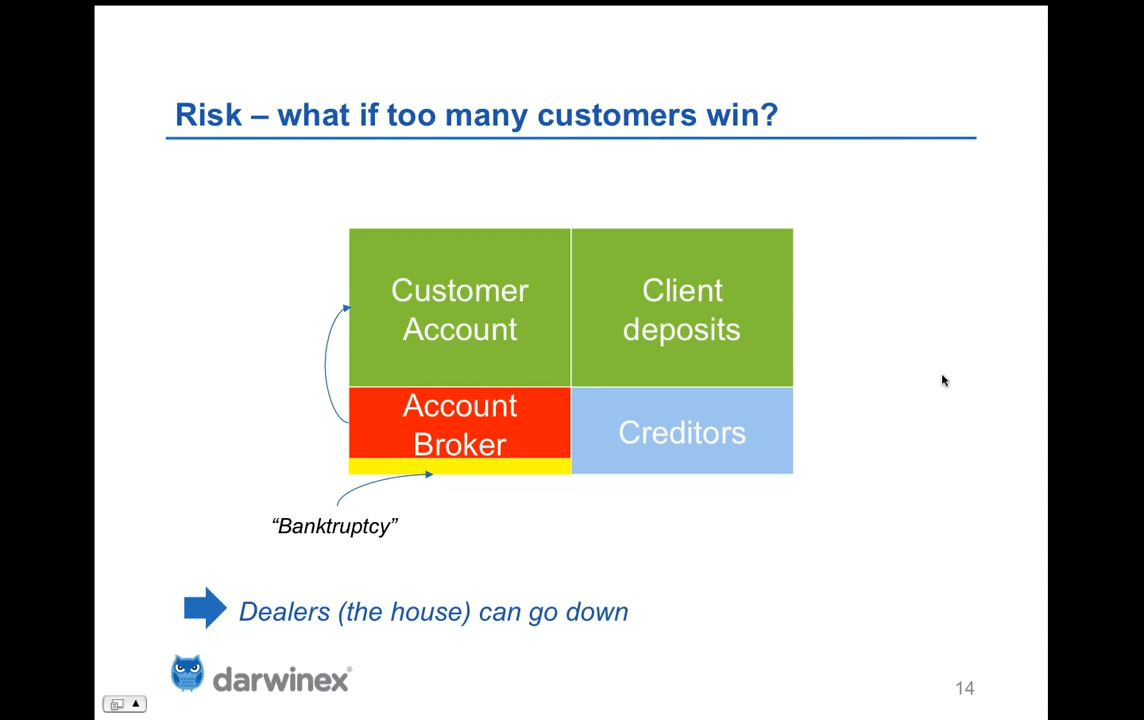 Risk – what if too many customers win?
Customer
Account
Client
deposits
Account
Broker
Creditors
“Banktruptcy”
Dealers (the house) can go down
darwinex®
14